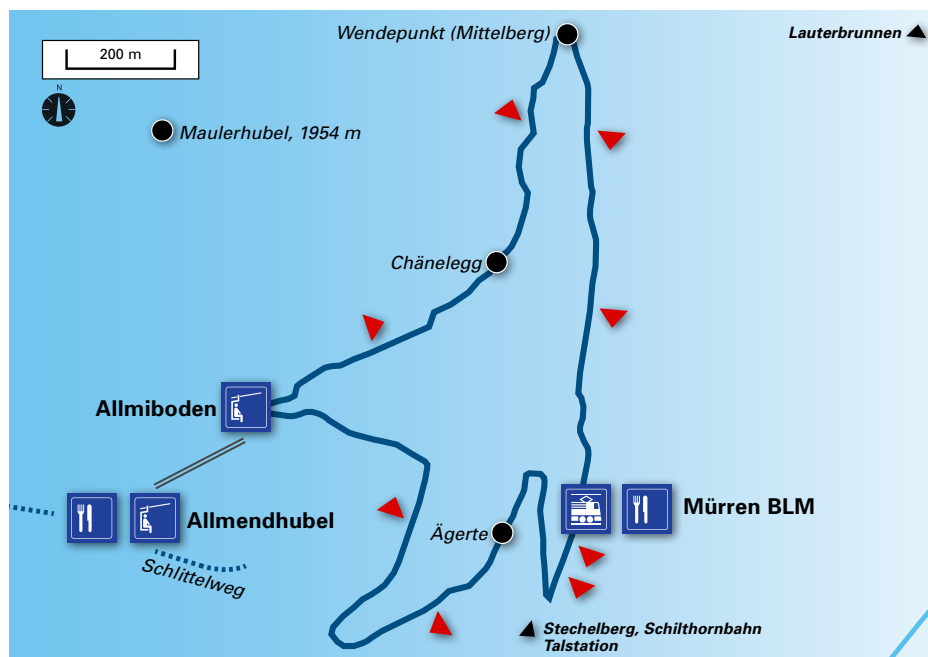 Wendepunkt (Mittelberg)
Lauterbrunnen
200 m
N
Maulerhubel, 1954 m
Chänelegg
Allmiboden
Allmendhubel
Mürren BLM
Ägerte
Schlittelweg
Stechelberg, Schilthornbahn
Talstation